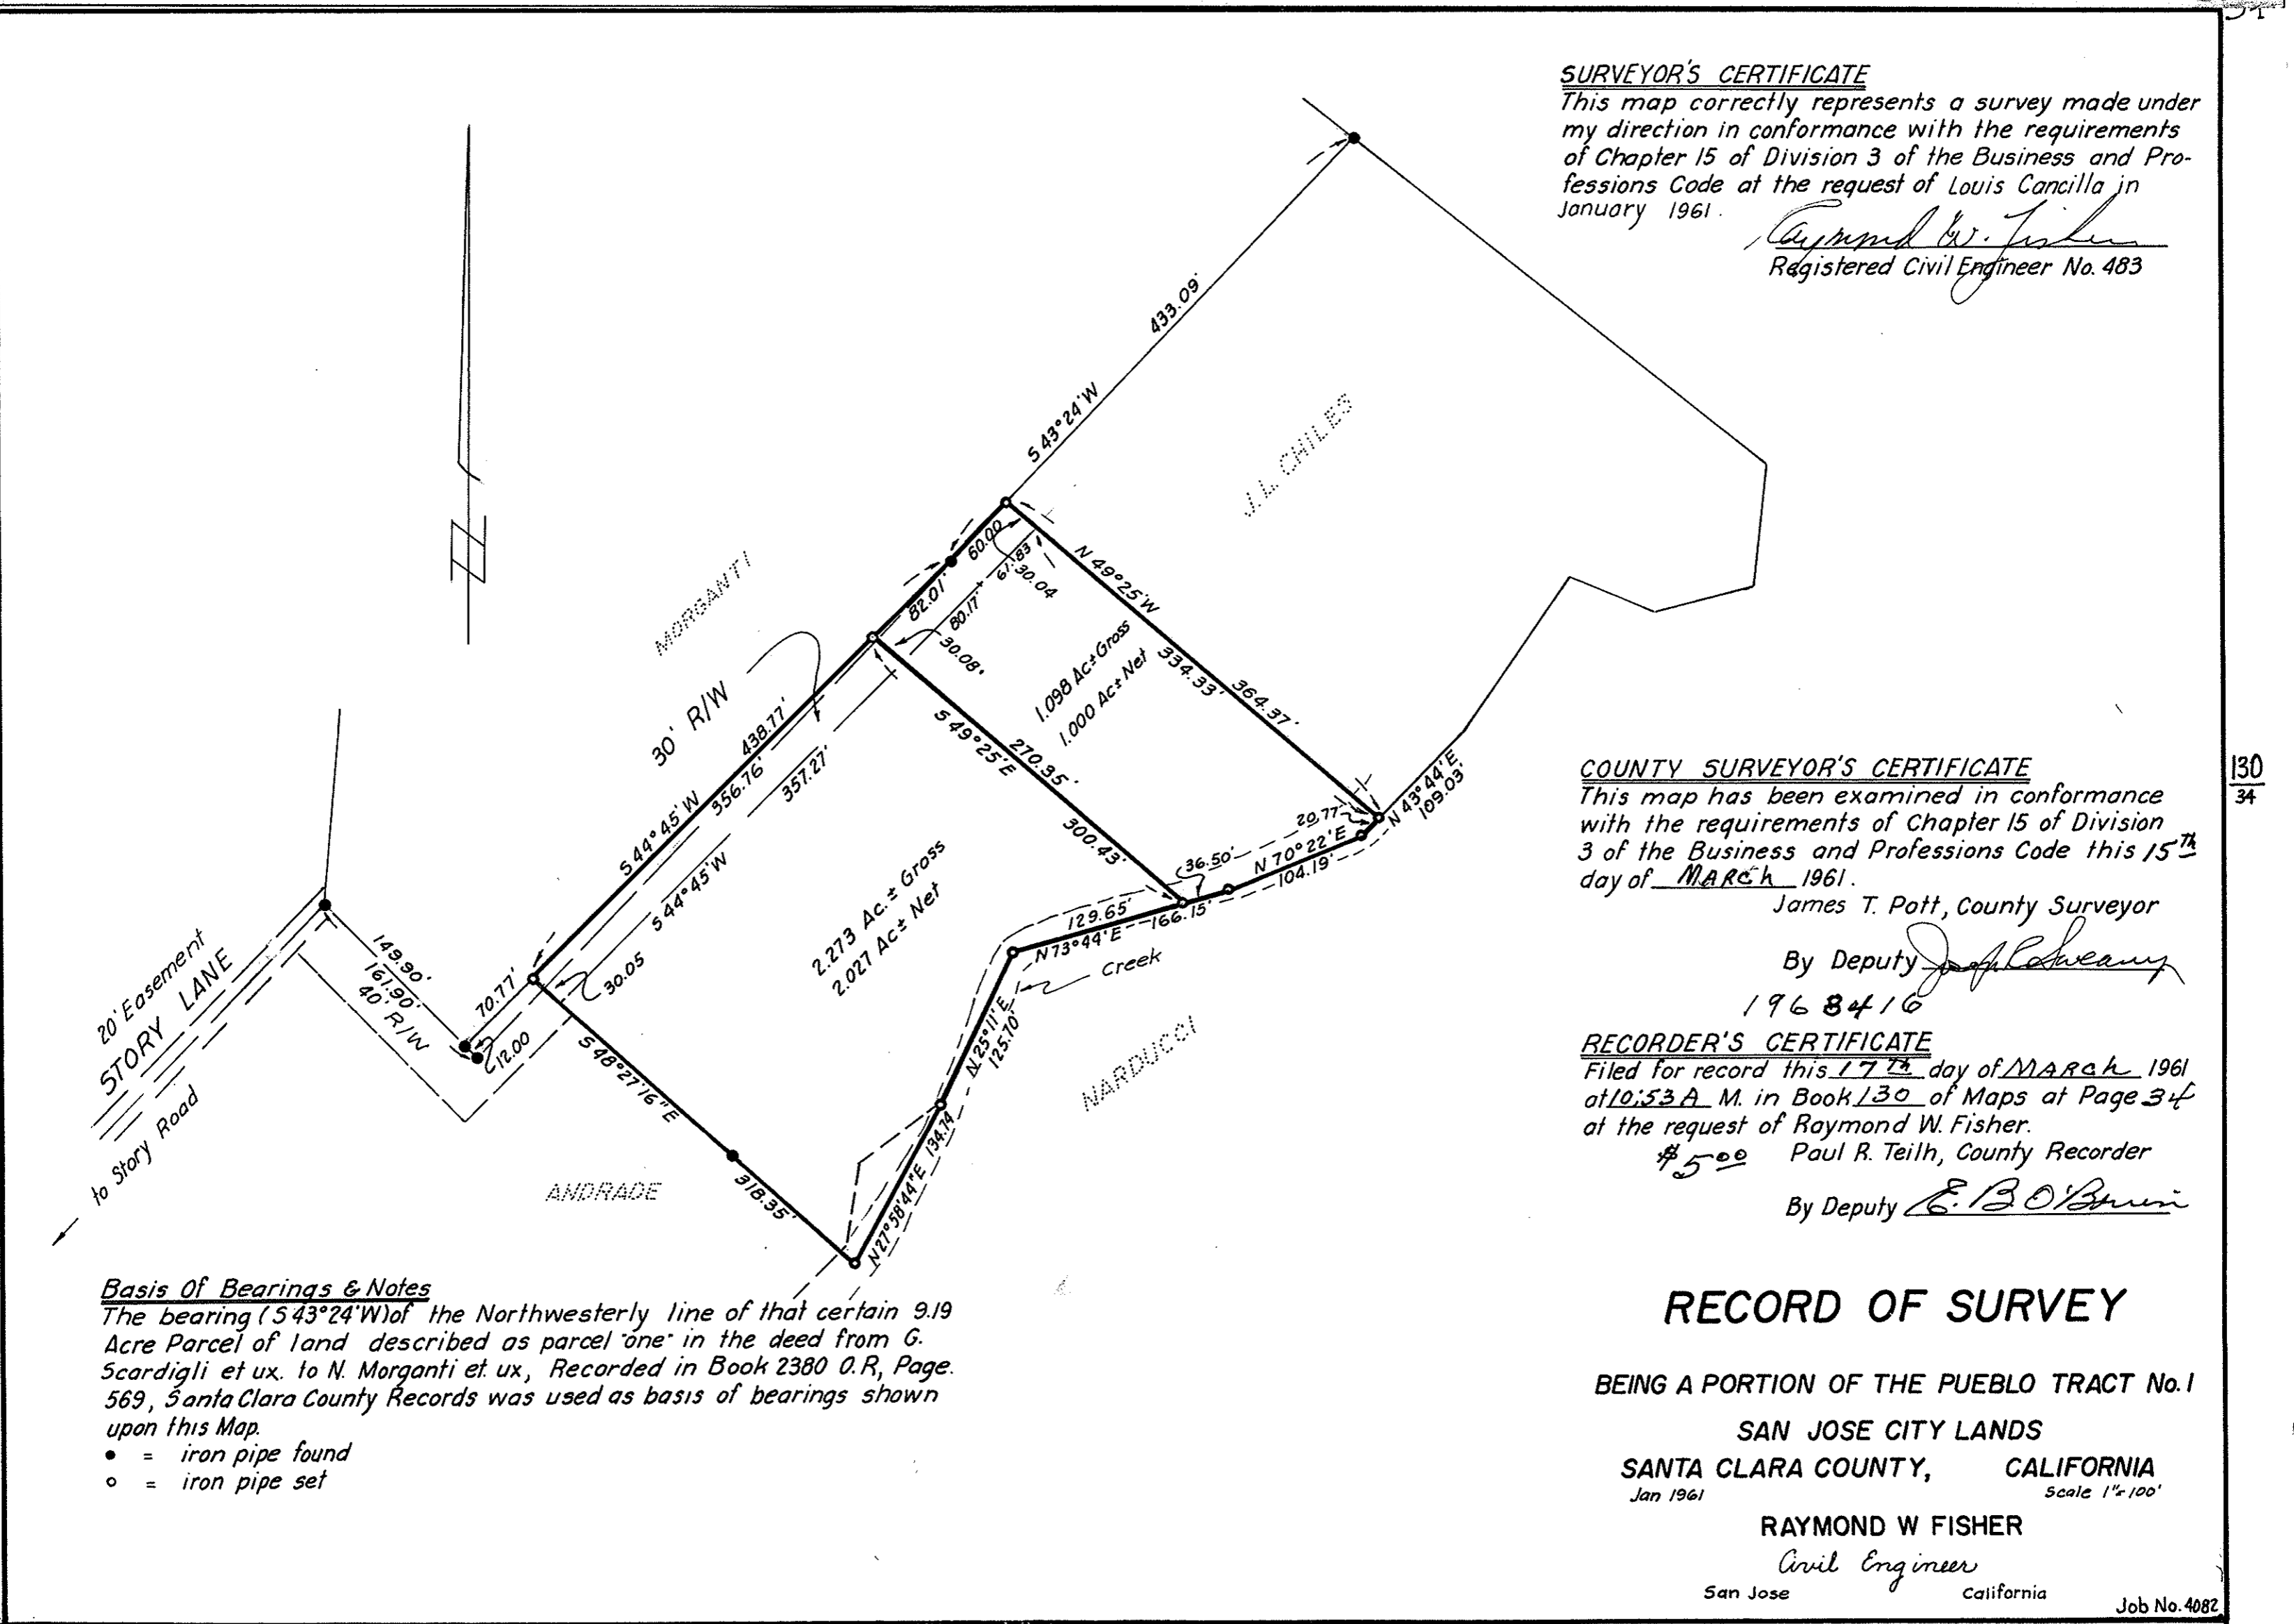 SURVEYOR'S CERTIFICATE
This map correctly represents a survey made under
my direction in conformance with the requirements
of Chapter 15 of Division 3 of the Business and Pro-
fessions Code at the request of Louis Cancilla in
January 1961.
Raymond W. Fisher
Registered Civil Engineer No. 483
433.09'
S 43°24'W
J.L. CHILES
MORGANTI
30' R/W
60.00
61.83
30.04
82.01'
80.17'
30.08'
N 49°25'W
334.33'
364.37'
1.098 Ac± Gross
1.000 Ac± Net
438.77'
S 44°45'W
356.76'
357.27'
S 44°45'W
S 49°25'E
270.35'
300.43'
2.273 Ac.± Gross
2.027 Ac± Net
20.77
N 43°44'E
109.03'
36.50'
N 70°22'E
104.19'
129.65'
N73°44'E
166.15'
Creek
N 25°11'E
125.70'
NARDUCCI
134.74
N27°58'44"E
30.05
70.77'
12.00
149.90'
161.90'
40' R/W
20' Easement
STORY LANE
to Story Road
S 48°27'16"E
318.35'
ANDRADE
COUNTY SURVEYOR'S CERTIFICATE
This map has been examined in conformance
with the requirements of Chapter 15 of Division
3 of the Business and Professions Code this 15th
day of MARCH 1961.
James T. Pott, County Surveyor
By Deputy
1968416
130
34
RECORDER'S CERTIFICATE
Filed for record this 17th day of MARCH 1961
at 10:53 A M. in Book 130 of Maps at Page 34
at the request of Raymond W. Fisher.
$5.00 Paul R. Teilh, County Recorder
By Deputy E. B. O'Brien
Basis Of Bearings & Notes
The bearing (S 43°24'W) of the Northwesterly line of that certain 9.19
Acre Parcel of land described as parcel "one" in the deed from G.
Scardigli et ux. to N. Morganti et. ux, Recorded in Book 2380 O.R, Page.
569, Santa Clara County Records was used as basis of bearings shown
upon this Map.
● = iron pipe found
○ = iron pipe set
RECORD OF SURVEY
BEING A PORTION OF THE PUEBLO TRACT No. 1
SAN JOSE CITY LANDS
SANTA CLARA COUNTY, CALIFORNIA
Jan 1961 Scale 1"=100'
RAYMOND W FISHER
Civil Engineer
San Jose California
Job No. 4082